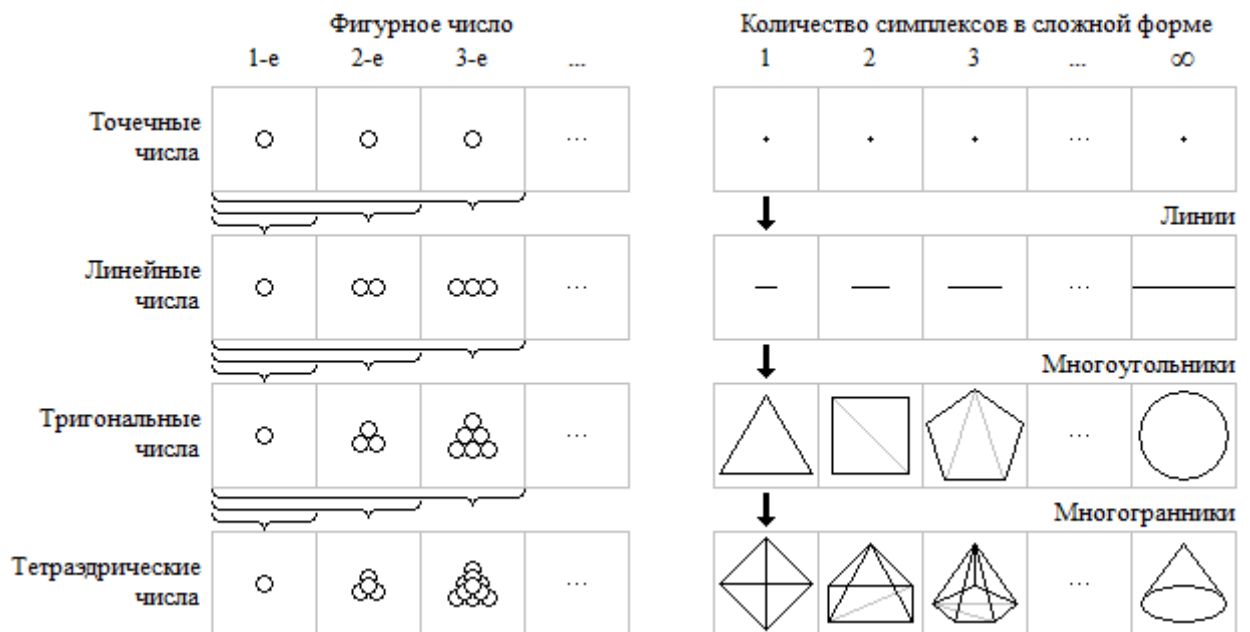 Фигурное число
Количество симплексов в сложной форме
1-е 2-е 3-е ...
1 2 3 ... ∞
Точечные
числа
...
...
Линии
Линейные
числа
...
...
Многоугольники
Тригональные
числа
...
...
Многогранники
Тетраэдрические
числа
...
...